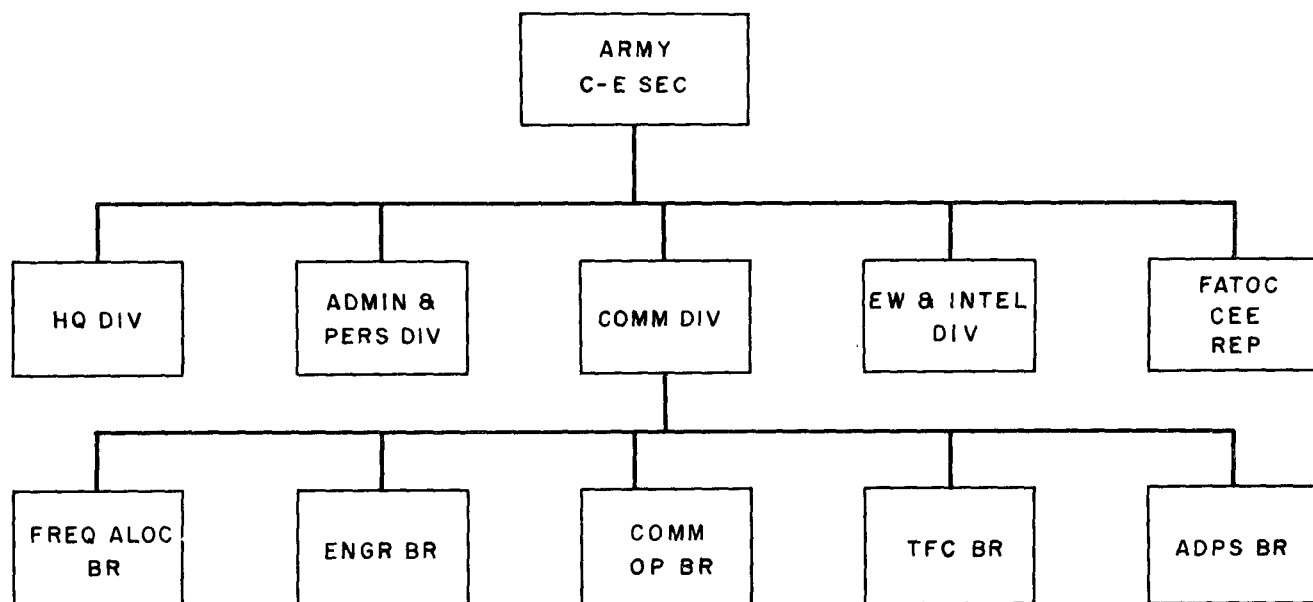 ARMY
C-E SEC
HQ DIV
ADMIN &
PERS DIV
COMM DIV
EW & INTEL
DIV
FATOC
CEE
REP
FREQ ALOC
BR
ENGR BR
COMM
OP BR
TFC BR
ADPS BR